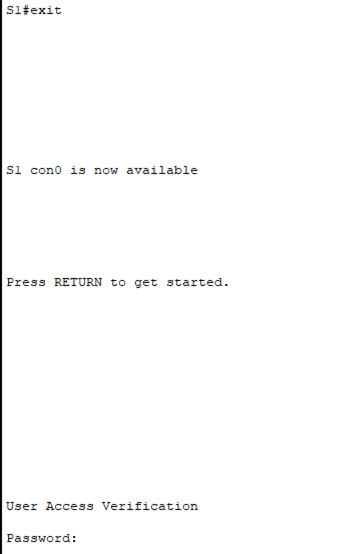 S1#exit
S1 con0 is now available
Press RETURN to get started.
User Access Verification
Password: